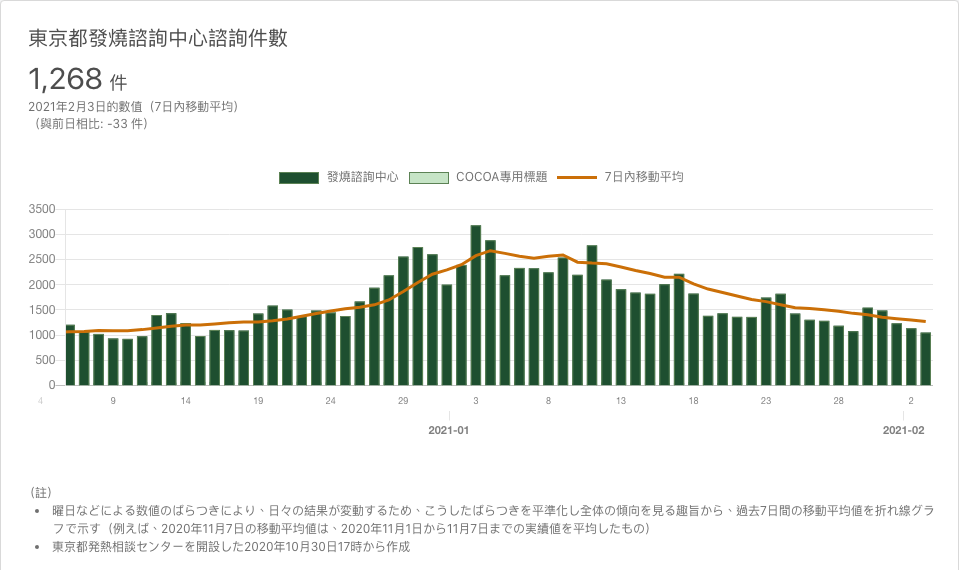 東京都發燒諮詢中心諮詢件數
1,268 件
2021年2月3日的數值（7日內移動平均）
（與前日相比: -33 件）
發燒諮詢中心 COCOA專用標題 7日內移動平均
3500
3000
2500
2000
1500
1000
500
0
4 9 14 19 24 29 3 8 13 18 23 28 2
2021-01 2021-02
（註）
• 曜日などによる数値のばらつきにより、日々の結果が変動するため、こうしたばらつきを平準化し全体の傾向を見る趣旨から、過去7日間の移動平均値を折れ線グラ
フで示す（例えば、2020年11月7日の移動平均値は、2020年11月1日から11月7日までの実績値を平均したもの）
• 東京都発熱相談センターを開設した2020年10月30日17時から作成